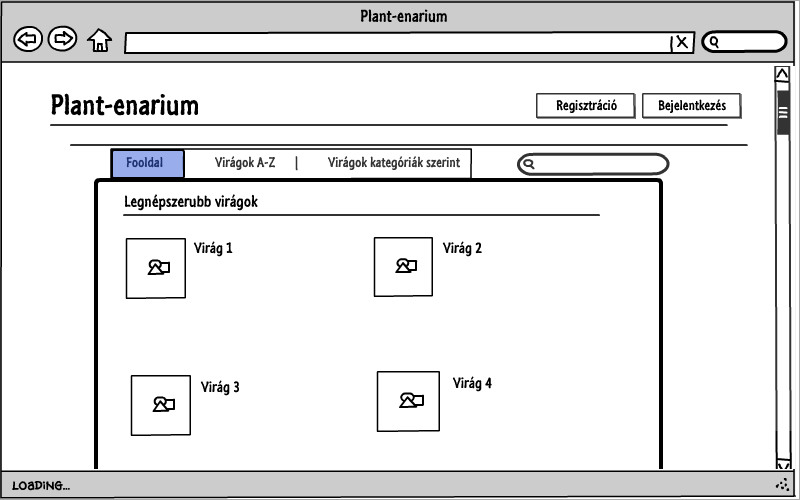 Plant-enarium
Plant-enarium
Regisztráció
Bejelentkezés
Fooldal
Virágok A-Z |
Virágok kategóriák szerint
Legnépszerubb virágok
Virág 1
Virág 2
Virág 3
Virág 4
LOADING...